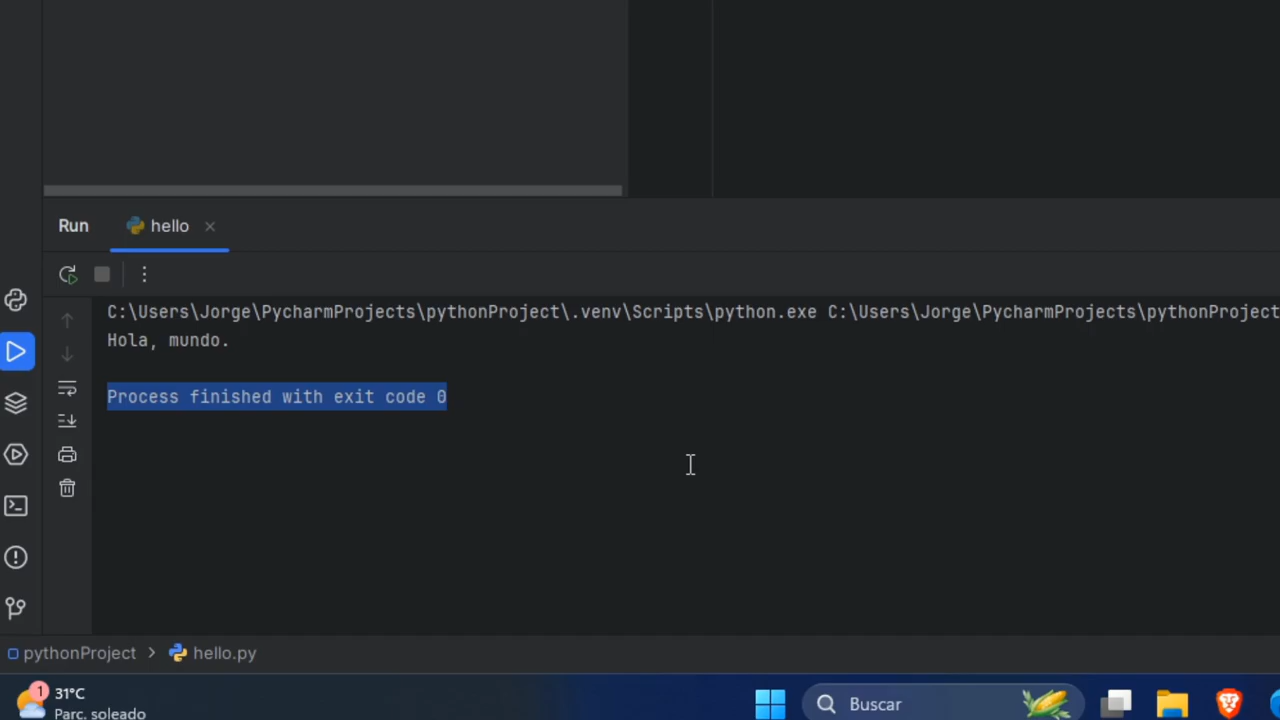 Run hello
C:\Users\Jorge\PycharmProjects\pythonProject\.venv\Scripts\python.exe C:\Users\Jorge\PycharmProjects\pythonProject
Hola, mundo.
Process finished with exit code 0
pythonProject > hello.py
1
31°C
Parc. soleado
Buscar